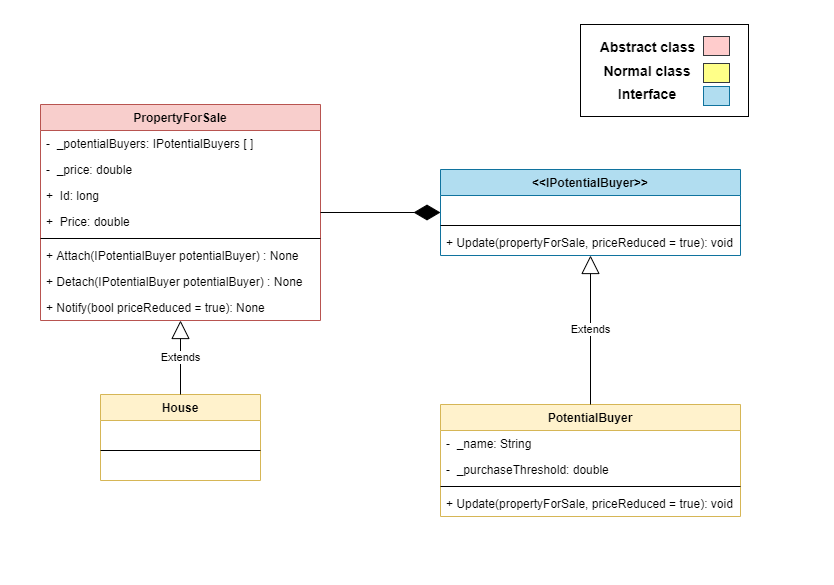 Abstract class
Normal class
Interface
PropertyForSale
- _potentialBuyers: IPotentialBuyers [ ]
- _price: double
+ Id: long
+ Price: double
+ Attach(IPotentialBuyer potentialBuyer) : None
+ Detach(IPotentialBuyer potentialBuyer) : None
+ Notify(bool priceReduced = true): None
Extends
House
<<IPotentialBuyer>>
+ Update(propertyForSale, priceReduced = true): void
Extends
PotentialBuyer
- _name: String
- _purchaseThreshold: double
+ Update(propertyForSale, priceReduced = true): void